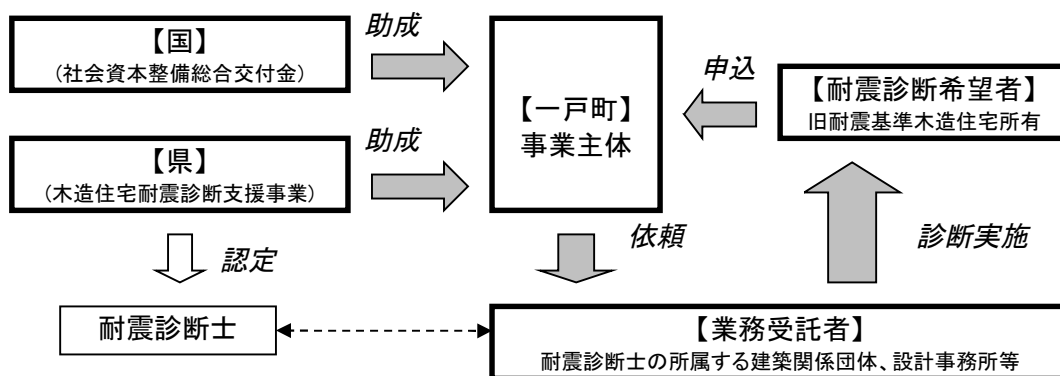 【国】
（社会資本整備総合交付金）
助成
【県】
（木造住宅耐震診断支援事業）
助成
【一戸町】
事業主体
申込
【耐震診断希望者】
旧耐震基準木造住宅所有
認定
依頼
診断実施
耐震診断士
【業務受託者】
耐震診断士の所属する建築関係団体、設計事務所等